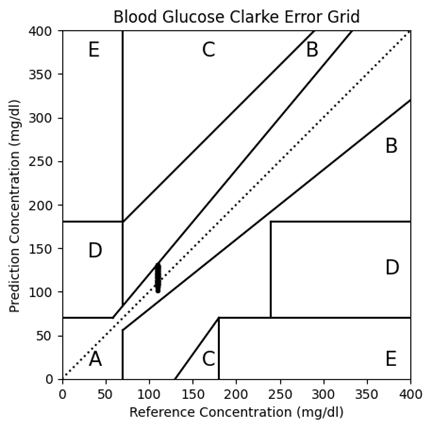 Blood Glucose Clarke Error Grid
Prediction Concentration (mg/dl)
400
350
300
250
200
150
100
50
0
E
C
B
B
D
D
A
C
E
0 50 100 150 200 250 300 350 400
Reference Concentration (mg/dl)